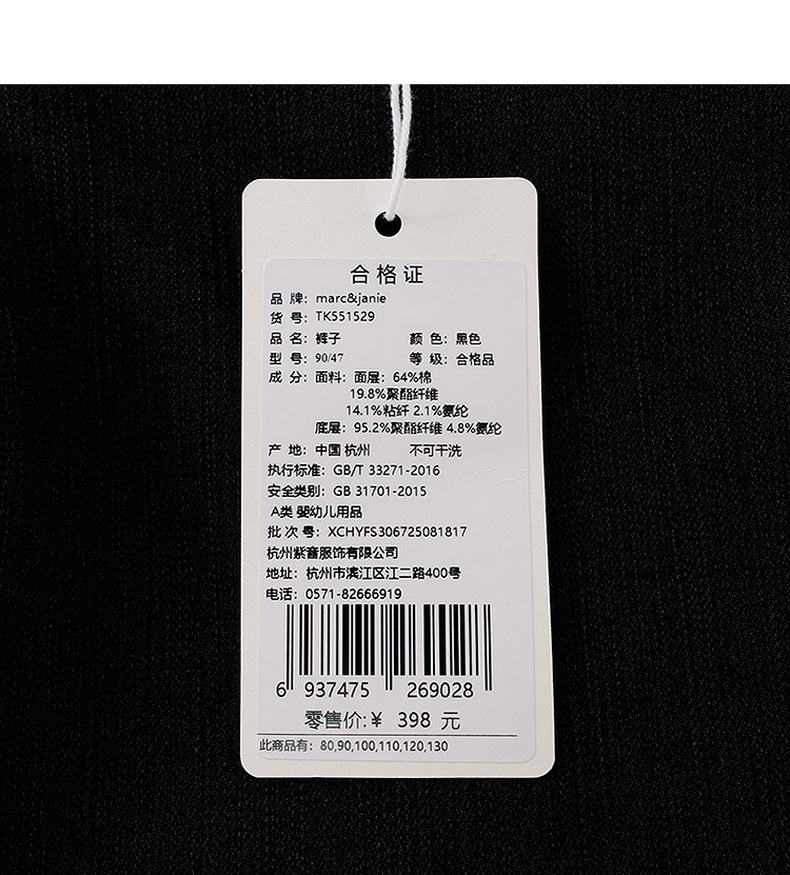 合格证
品 牌：marc&janie
货 号：TK551529
品 名：裤子 颜 色：黑色
型 号：90/47 等 级：合格品
成 分：面料：面层：64%棉
19.8%聚酯纤维
14.1%粘纤 2.1%氨纶
底层：95.2%聚酯纤维 4.8%氨纶
产 地：中国 杭州 不可干洗
执行标准：GB/T 33271-2016
安全类别：GB 31701-2015
A类 婴幼儿用品
批 次 号：XCHYFS306725081817
杭州紫音服饰有限公司
地址：杭州市滨江区江二路400号
电话：0571-82666919
6 937475 269028
零售价:¥ 398 元
此商品有：80,90,100,110,120,130